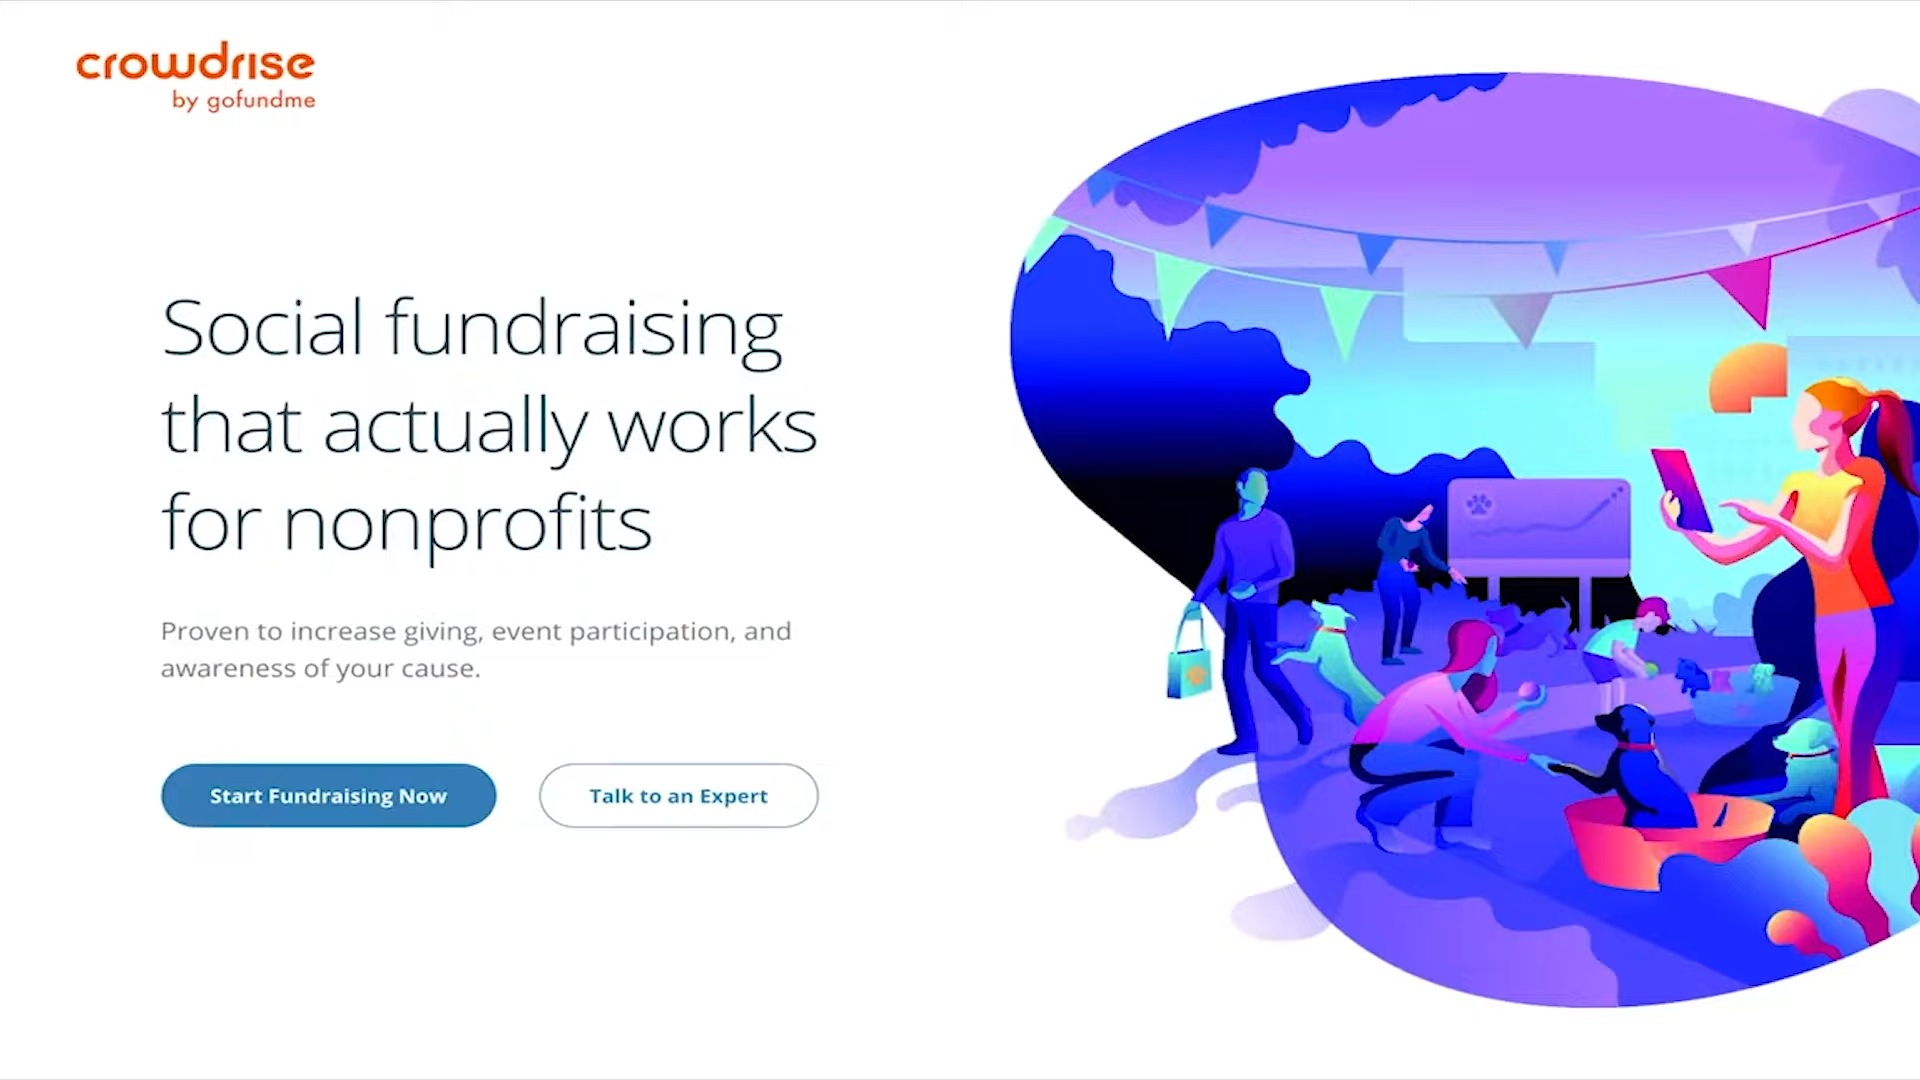 crowdrise
by gofundme
Social fundraising
that actually works
for nonprofits
Proven to increase giving, event participation, and
awareness of your cause.
Start Fundraising Now
Talk to an Expert